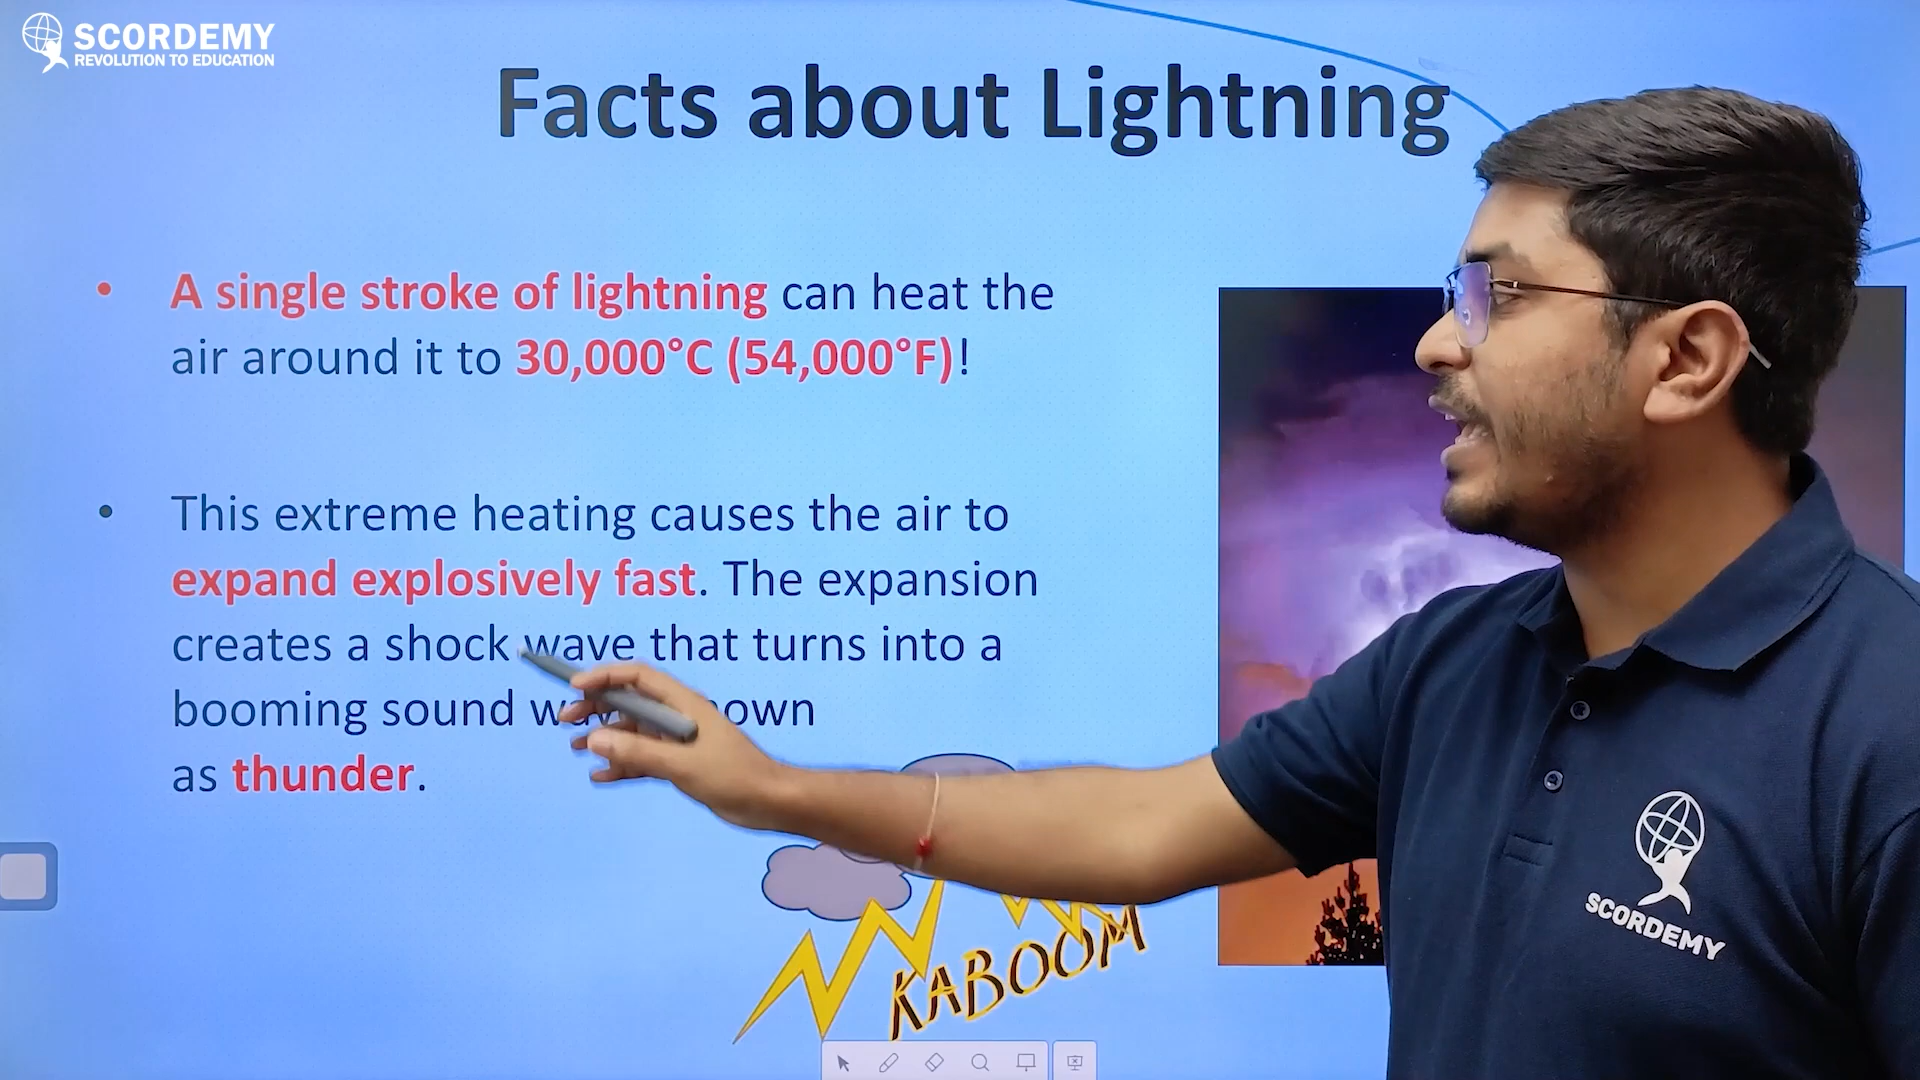 SCORDEMY
REVOLUTION TO EDUCATION
Facts about Lightning
• A single stroke of lightning can heat the
air around it to 30,000°C (54,000°F)!
• This extreme heating causes the air to
expand explosively fast. The expansion
creates a shock wave that turns into a
booming sound
as thunder.
KABOOM
SCORDEMY